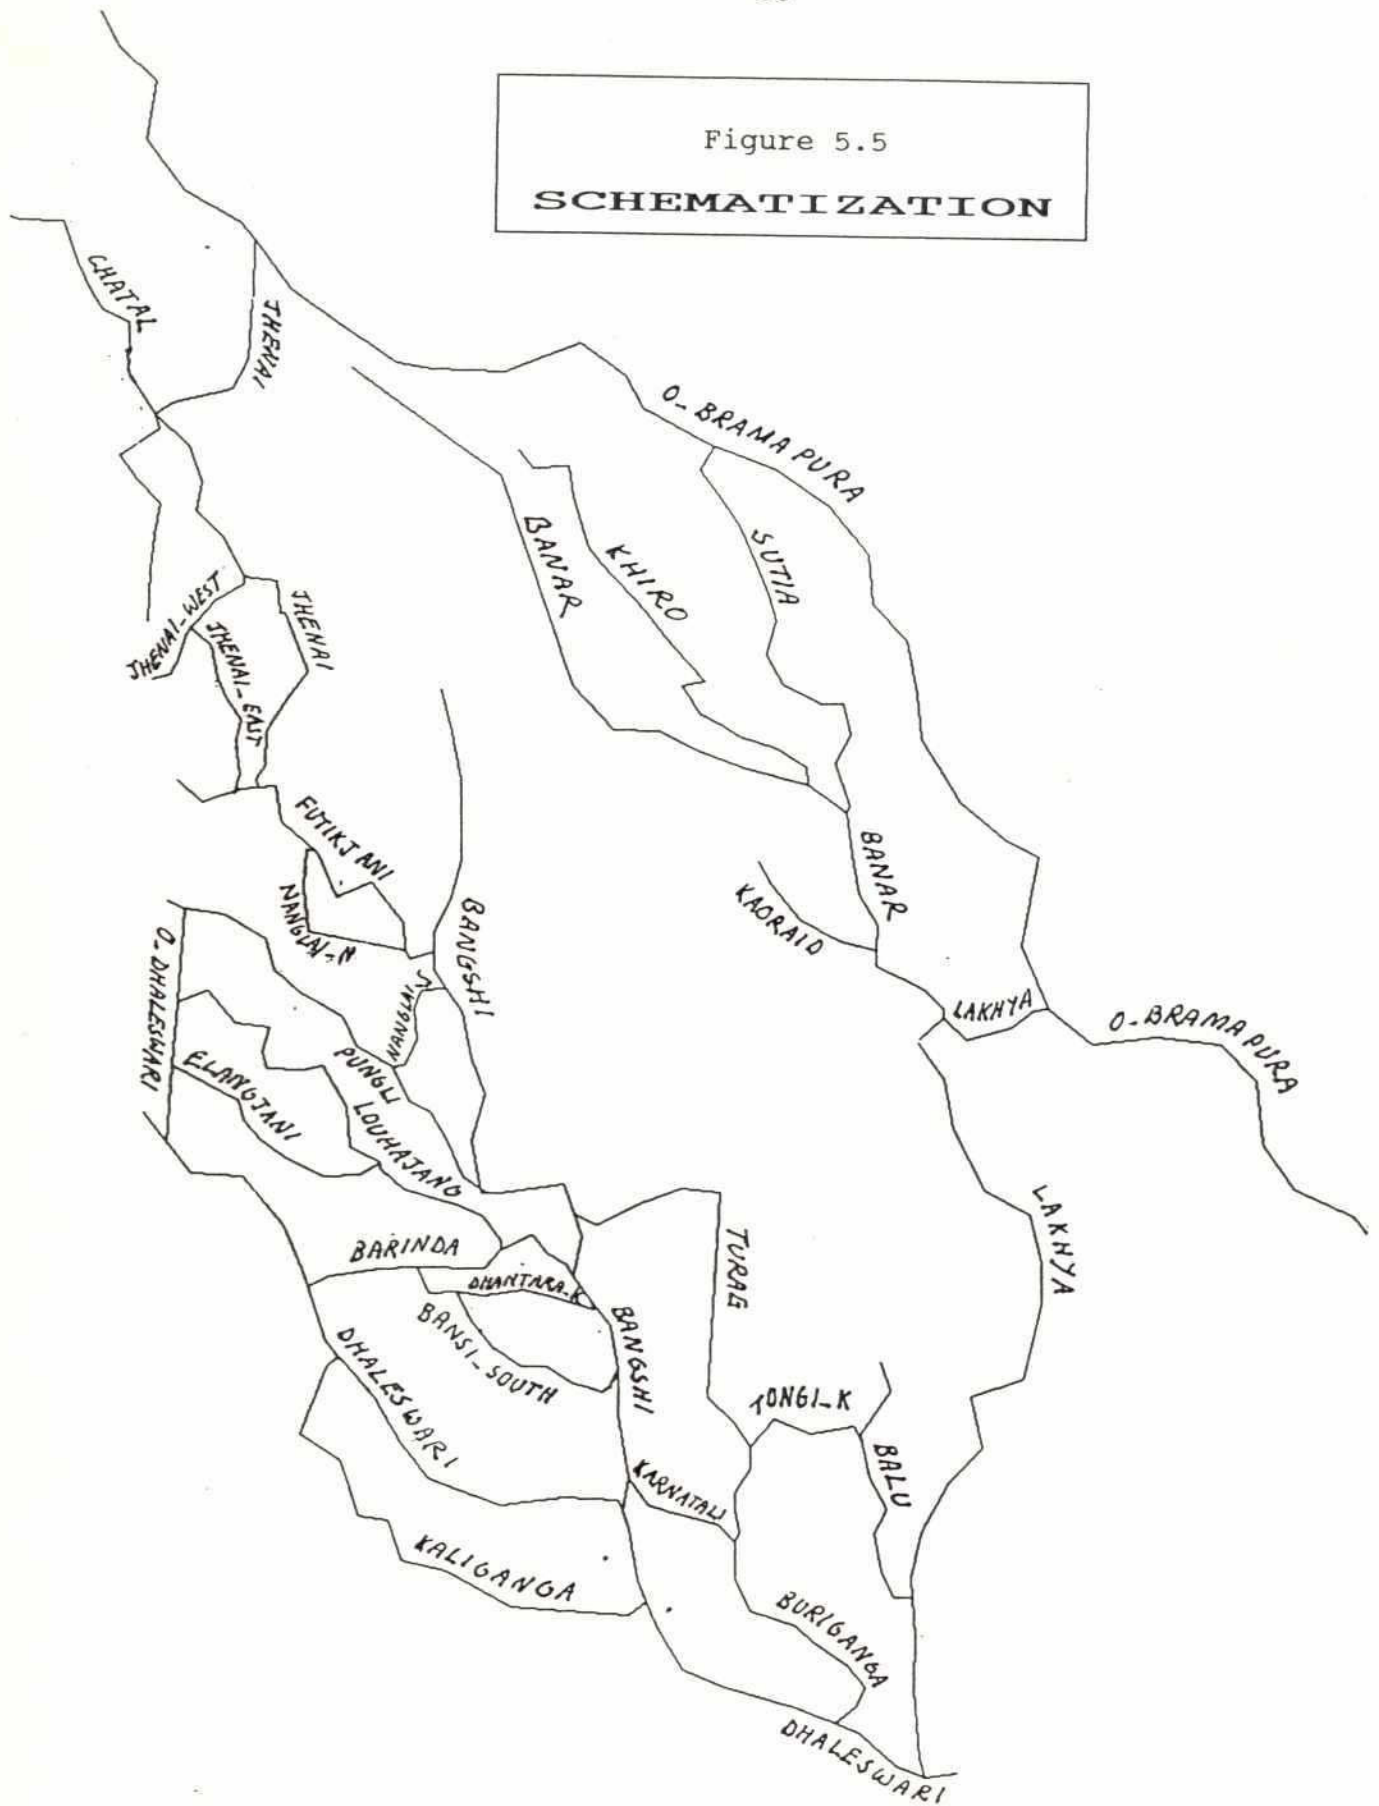 Figure 5.5
SCHEMATIZATION
CHATAL
JHENAI
O-BRAMAPURA
BANAR
KHIRO
SUTIA
JHENAI-WEST
JHENAI-EAST
JHENAI
FUTIKJANI
NANGLAI-N
BANGSHI
BANAR
KAORAID
LAKHYA
O-BRAMAPURA
O-DHALESWARI
NANGLAI S
PUNGLI
ELANGJANI
LOUHAJANG
BARINDA
DHANTARA-K
TURAG
LAKHYA
BANSI-SOUTH
BANGSHI
DHALESWARI
TONGI-K
BALU
KARNATALI
KALIGANGA
BURIGANGA
DHALESWARI